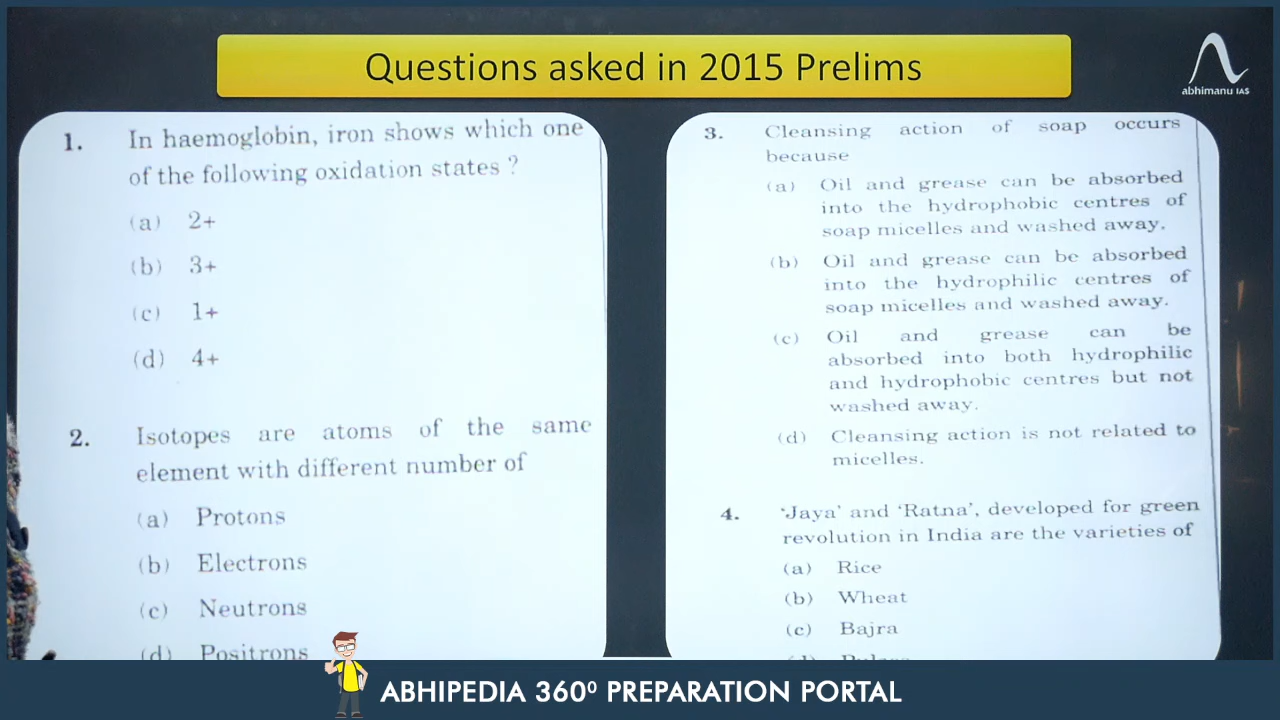 Questions asked in 2015 Prelims
abhimanu IAS
1. In haemoglobin, iron shows which one
of the following oxidation states ?
(a) 2+
(b) 3+
(c) 1+
(d) 4+
2. Isotopes are atoms of the same
element with different number of
(a) Protons
(b) Electrons
(c) Neutrons
(d) Positrons
3. Cleansing action of soap occurs
because
(a) Oil and grease can be absorbed
into the hydrophobic centres of
soap micelles and washed away.
(b) Oil and grease can be absorbed
into the hydrophilic centres of
soap micelles and washed away.
(c) Oil and grease can be
absorbed into both hydrophilic
and hydrophobic centres but not
washed away.
(d) Cleansing action is not related to
micelles.
4. ‘Jaya’ and ‘Ratna’, developed for green
revolution in India are the varieties of
(a) Rice
(b) Wheat
(c) Bajra
ABHIPEDIA 360⁰ PREPARATION PORTAL